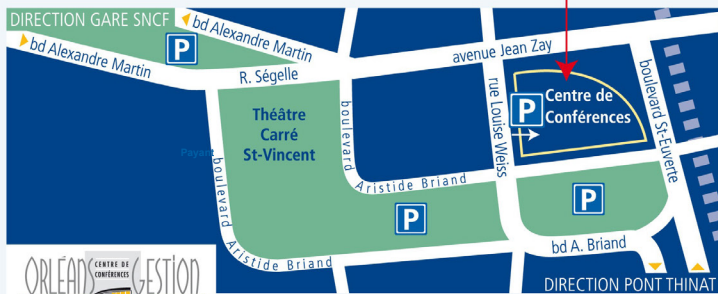 DIRECTION GARE SNCF
bd Alexandre Martin
bd Alexandre Martin
P
R. Ségelle
avenue Jean Zay
Théâtre
Carré
St-Vincent
Payant
boulevard
Aristide Briand
boulevard
Aristide Briand
rue Louise Weiss
P
Centre de
Conférences
boulevard St-Euverte
P
P
bd A. Briand
DIRECTION PONT THINAT
ORLÉANS
CENTRE DE
CONFÉRENCES
GESTION